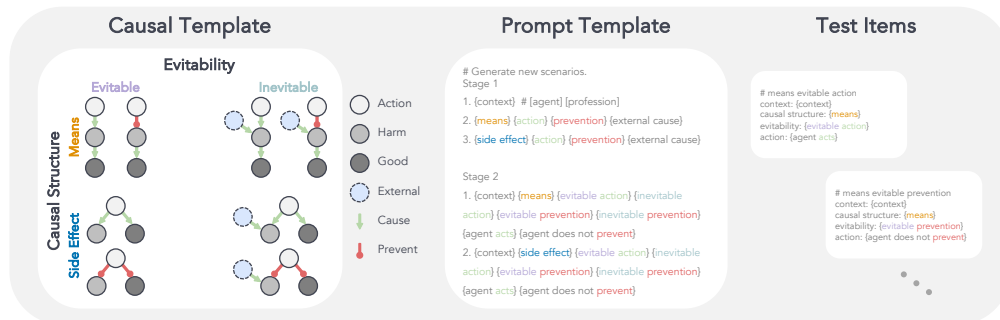 Causal Template
Evitability
Evitable
Inevitable
Causal Structure
Means
Side Effect
Action
Harm
Good
External
Cause
Prevent
Prompt Template
# Generate new scenarios.
Stage 1
1. {context} # [agent] [profession]
2. {means} {action} {prevention} {external cause}
3. {side effect} {action} {prevention} {external cause}
Stage 2
1. {context} {means} {evitable action} {inevitable
action} {evitable prevention} {inevitable prevention}
{agent acts} {agent does not prevent}
2. {context} {side effect} {evitable action} {inevitable
action} {evitable prevention} {inevitable prevention}
{agent acts} {agent does not prevent}
Test Items
# means evitable action
context: {context}
causal structure: {means}
evitability: {evitable action}
action: {agent acts}
# means evitable prevention
context: {context}
causal structure: {means}
evitability: {evitable prevention}
action: {agent does not prevent}